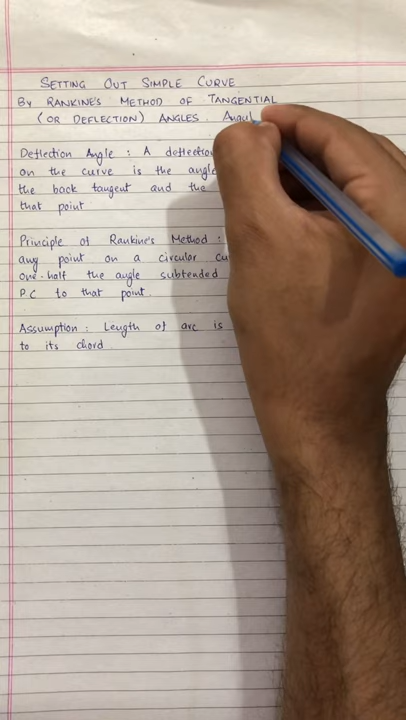 SETTING OUT SIMPLE CURVE
BY RANKINE'S METHOD OF TANGENTIAL
(OR DEFLECTION) ANGLES. Angul
Deflection Angle : A deflectio
on the curve is the angle
the back tangent and the
that point
Principle of Rankine's Method :
any point on a circular cu
one-half the angle subtended
P.C to that point.
Assumption : Length of arc is
to its chord